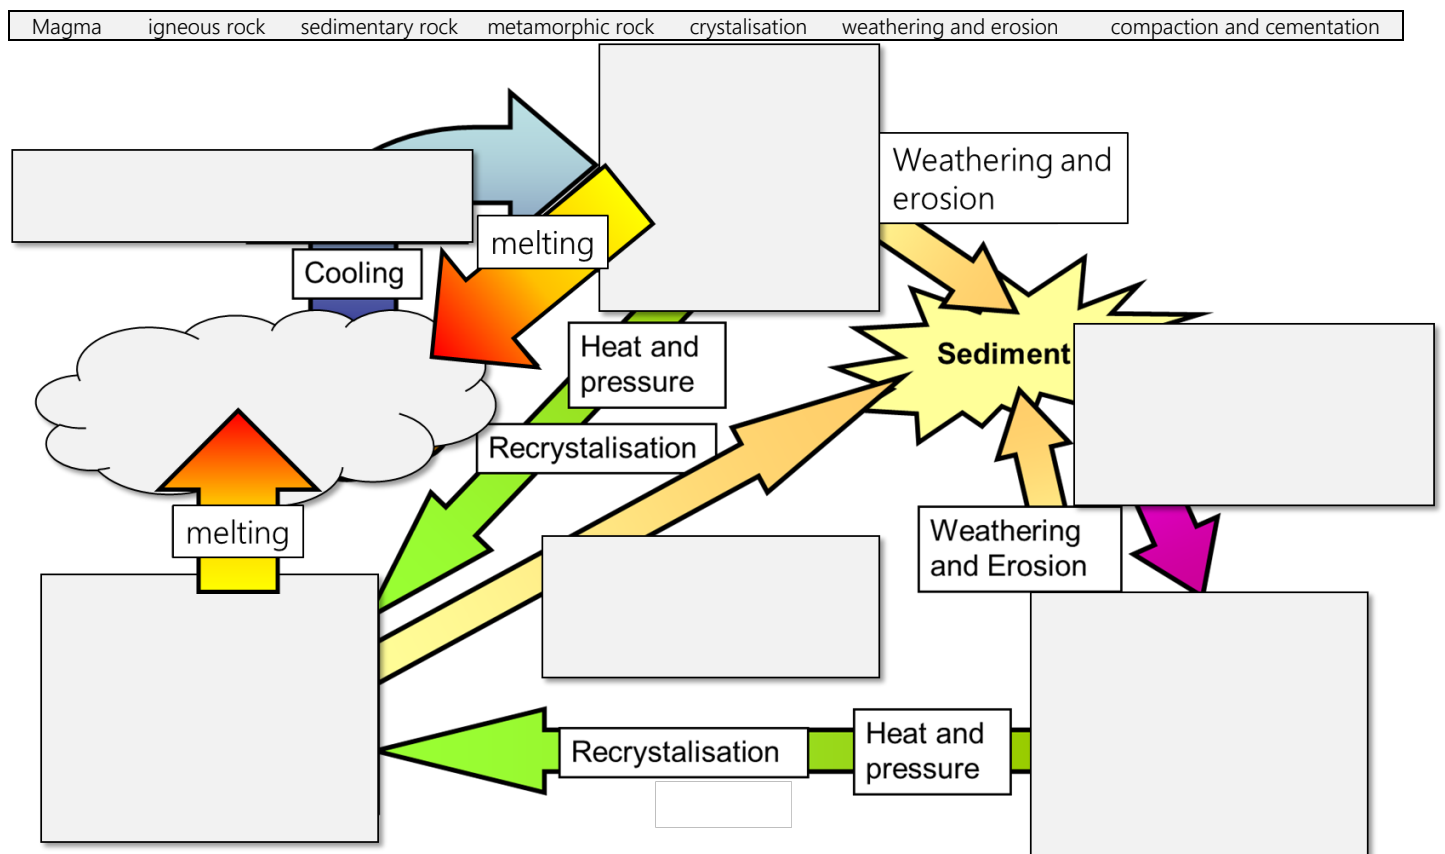 Magma igneous rock sedimentary rock metamorphic rock crystalisation weathering and erosion compaction and cementation
Weathering and
erosion
melting
Cooling
Heat and
pressure
Sediment
Recrystalisation
melting
Weathering
and Erosion
Heat and
pressure
Recrystalisation